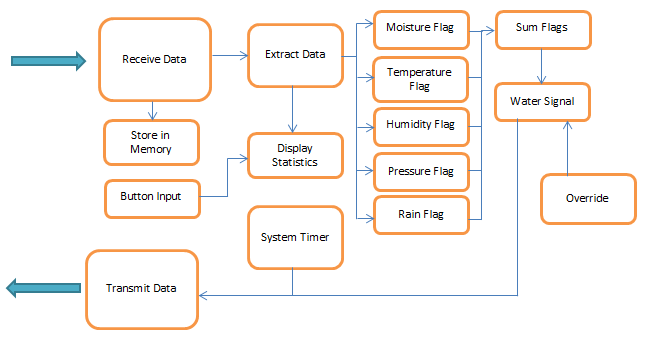 Receive Data
Extract Data
Moisture Flag
Sum Flags
Temperature
Flag
Water Signal
Store in
Memory
Humidity Flag
Display
Statistics
Button Input
Pressure Flag
Override
Rain Flag
System Timer
Transmit Data